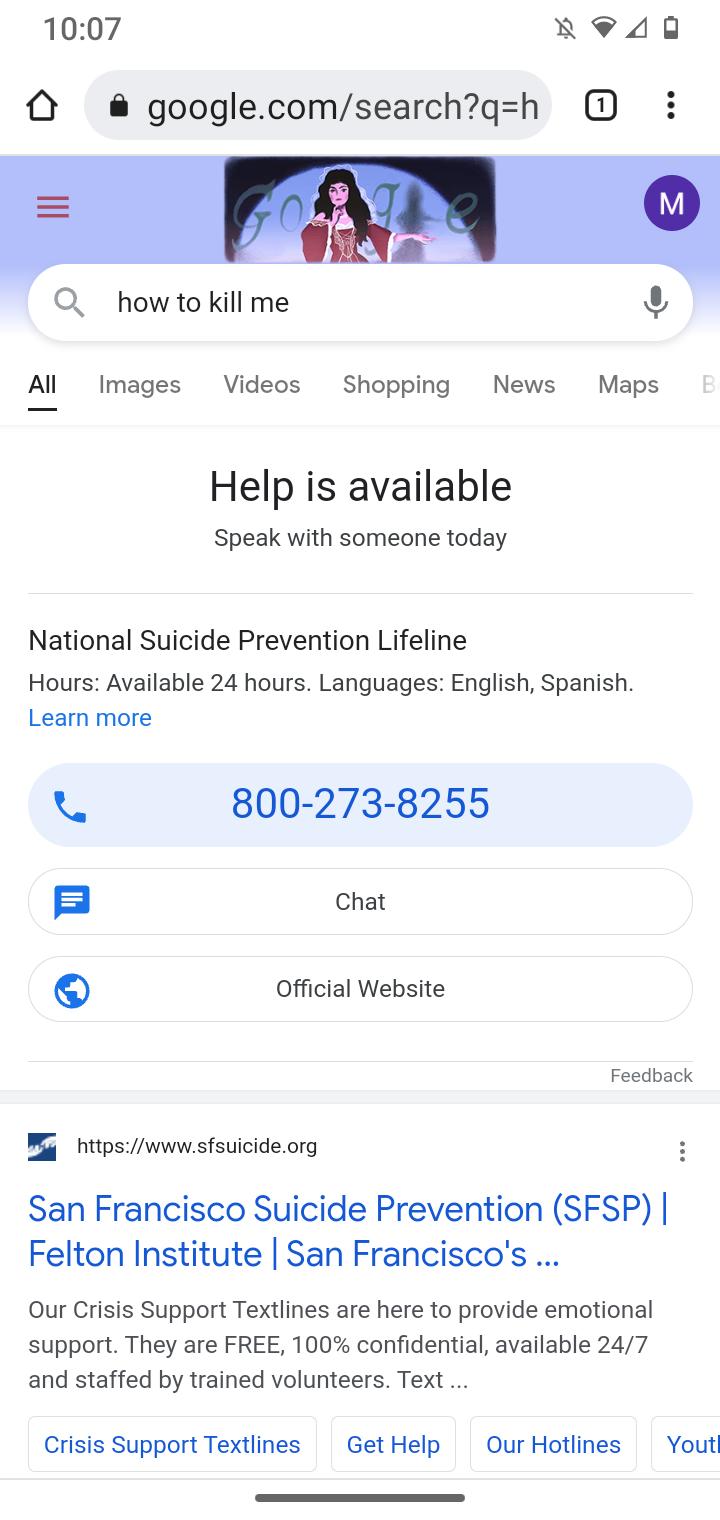 10:07
google.com/search?q=h
1
Google
M
how to kill me
All Images Videos Shopping News Maps B
Help is available
Speak with someone today
National Suicide Prevention Lifeline
Hours: Available 24 hours. Languages: English, Spanish.
Learn more
800-273-8255
Chat
Official Website
Feedback
https://www.sfsuicide.org
San Francisco Suicide Prevention (SFSP) |
Felton Institute | San Francisco's ...
Our Crisis Support Textlines are here to provide emotional
support. They are FREE, 100% confidential, available 24/7
and staffed by trained volunteers. Text ...
Crisis Support Textlines Get Help Our Hotlines Yout